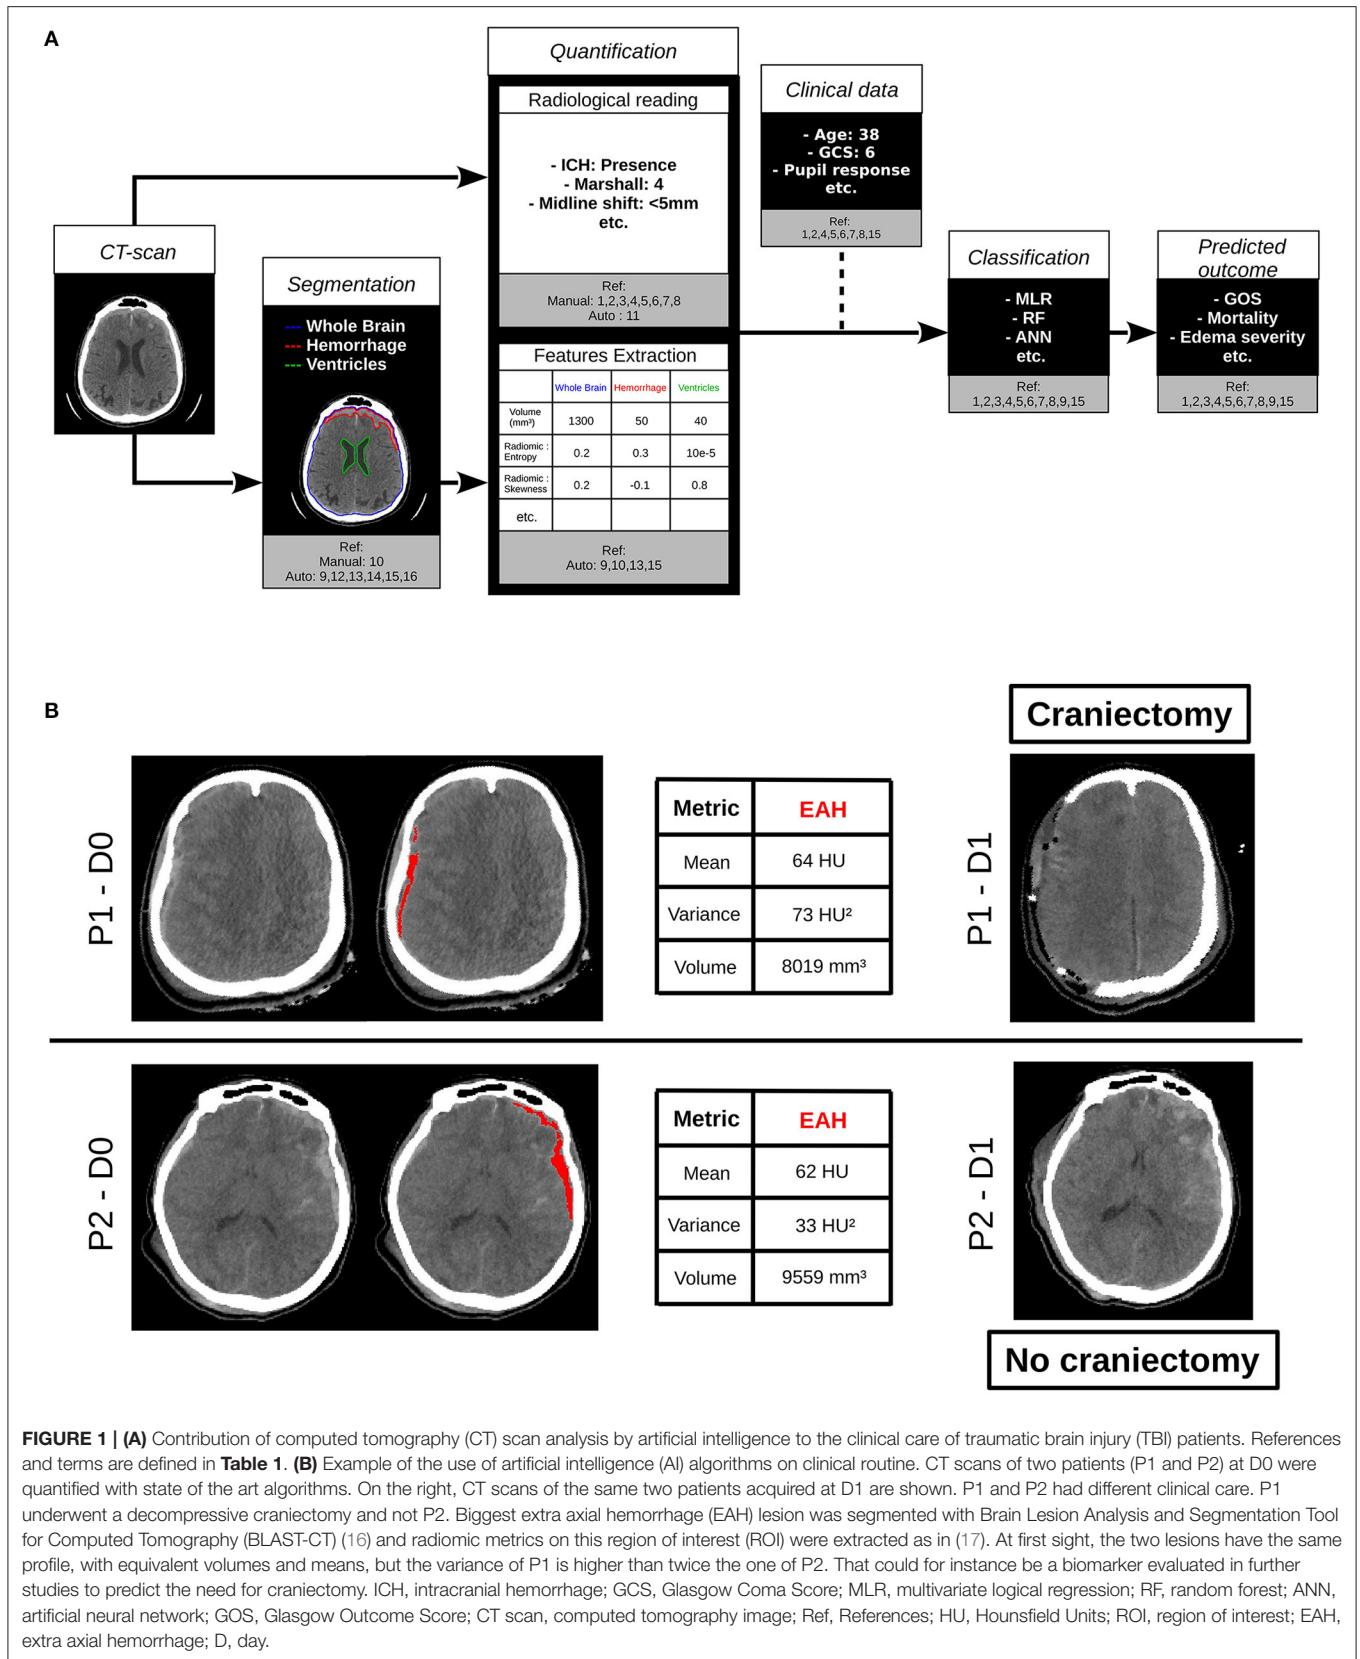 A
CT-scan
Segmentation
--- Whole Brain
--- Hemorrhage
--- Ventricles
Ref:
Manual: 10
Auto: 9,12,13,14,15,16
Quantification
Radiological reading
- ICH: Presence
- Marshall: 4
- Midline shift: <5mm
etc.
Ref:
Manual: 1,2,3,4,5,6,7,8
Auto : 11
Features Extraction
Whole Brain Hemorrhage Ventricles
Volume (mm³) 1300 50 40
Radiomic : Entropy 0.2 0.3 10e-5
Radiomic : Skewness 0.2 -0.1 0.8
etc.
Ref:
Auto: 9,10,13,15
Clinical data
- Age: 38
- GCS: 6
- Pupil response
etc.
Ref:
1,2,4,5,6,7,8,15
Classification
- MLR
- RF
- ANN
etc.
Ref:
1,2,3,4,5,6,7,8,9,15
Predicted
outcome
- GOS
- Mortality
- Edema severity
etc.
Ref:
1,2,3,4,5,6,7,8,9,15
B
Craniectomy
P1 - D0
Metric EAH
Mean 64 HU
Variance 73 HU²
Volume 8019 mm³
P1 - D1
P2 - D0
Metric EAH
Mean 62 HU
Variance 33 HU²
Volume 9559 mm³
P2 - D1
No craniectomy
FIGURE 1 | (A) Contribution of computed tomography (CT) scan analysis by artificial intelligence to the clinical care of traumatic brain injury (TBI) patients. References
and terms are defined in Table 1. (B) Example of the use of artificial intelligence (AI) algorithms on clinical routine. CT scans of two patients (P1 and P2) at D0 were
quantified with state of the art algorithms. On the right, CT scans of the same two patients acquired at D1 are shown. P1 and P2 had different clinical care. P1
underwent a decompressive craniectomy and not P2. Biggest extra axial hemorrhage (EAH) lesion was segmented with Brain Lesion Analysis and Segmentation Tool
for Computed Tomography (BLAST-CT) (16) and radiomic metrics on this region of interest (ROI) were extracted as in (17). At first sight, the two lesions have the same
profile, with equivalent volumes and means, but the variance of P1 is higher than twice the one of P2. That could for instance be a biomarker evaluated in further
studies to predict the need for craniectomy. ICH, intracranial hemorrhage; GCS, Glasgow Coma Score; MLR, multivariate logical regression; RF, random forest; ANN,
artificial neural network; GOS, Glasgow Outcome Score; CT scan, computed tomography image; Ref, References; HU, Hounsfield Units; ROI, region of interest; EAH,
extra axial hemorrhage; D, day.